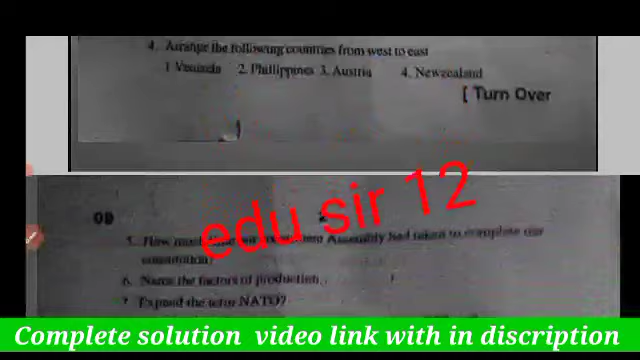 4. Arrange the following countries from west to east
1 2. Phillippines 3. Austria 4. Newzealand
[ Turn Over
09 2
edu sir 12
5. How Assembly had taken to complete our
6. Name the factors of production.
7 Expand the term NATO?
Complete solution video link with in discription